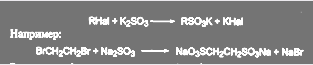 RHal + K₂SO₃ ⟶ RSO₃K + KHal
Например:
BrCH₂CH₂Br + Na₂SO₃ ⟶ NaO₃SCH₂CH₂SO₃Na + NaBr